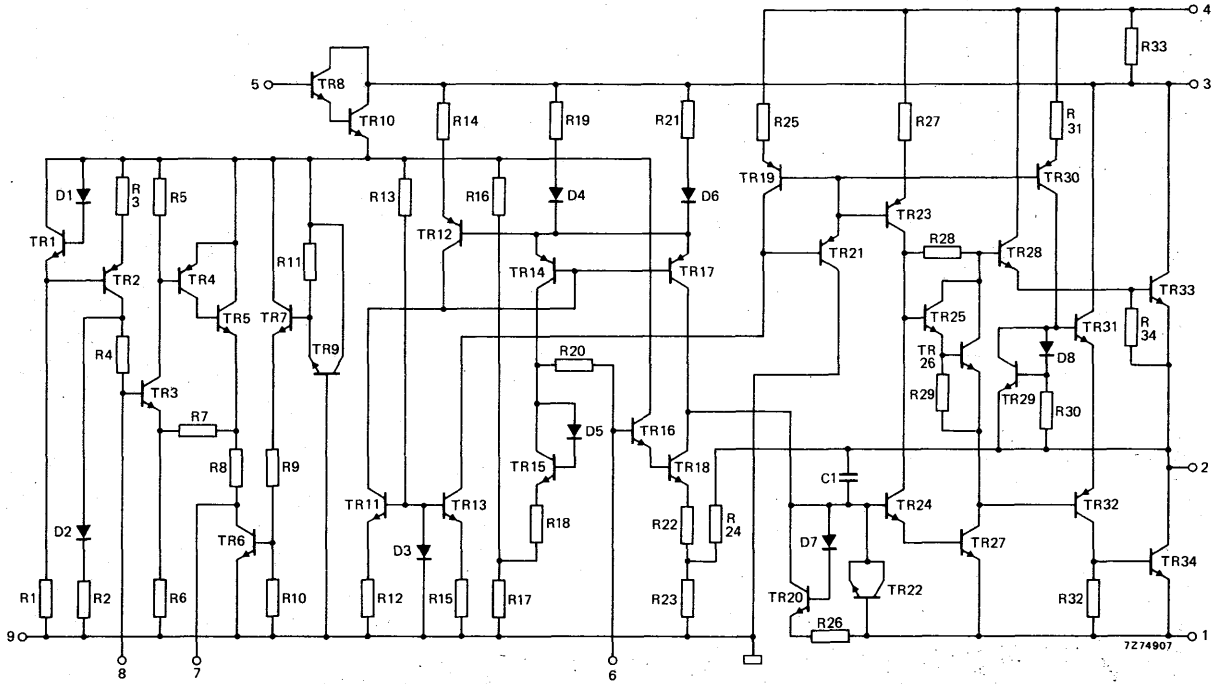 4
R33
5
TR8
3
TR10
R14
R19
R21
R25
R27
R
31
D1
R
3
R5
R13
R16
D4
D6
TR19
TR30
TR1
TR12
TR23
R11
TR4
TR14
TR17
TR21
R28
TR28
TR2
TR33
TR5
TR7
TR25
TR31
R
34
R4
TR9
R20
TR
26
D8
TR3
TR29
R7
R29
R30
D5
TR16
R8
R9
TR15
TR18
C1
2
TR11
TR13
R18
R22
R
24
TR24
TR32
D2
TR6
D3
D7
TR27
TR34
R1
R2
R6
R10
R12
R15
R17
R23
TR20
TR22
R32
R26
9
1
7Z74907
8
7
6